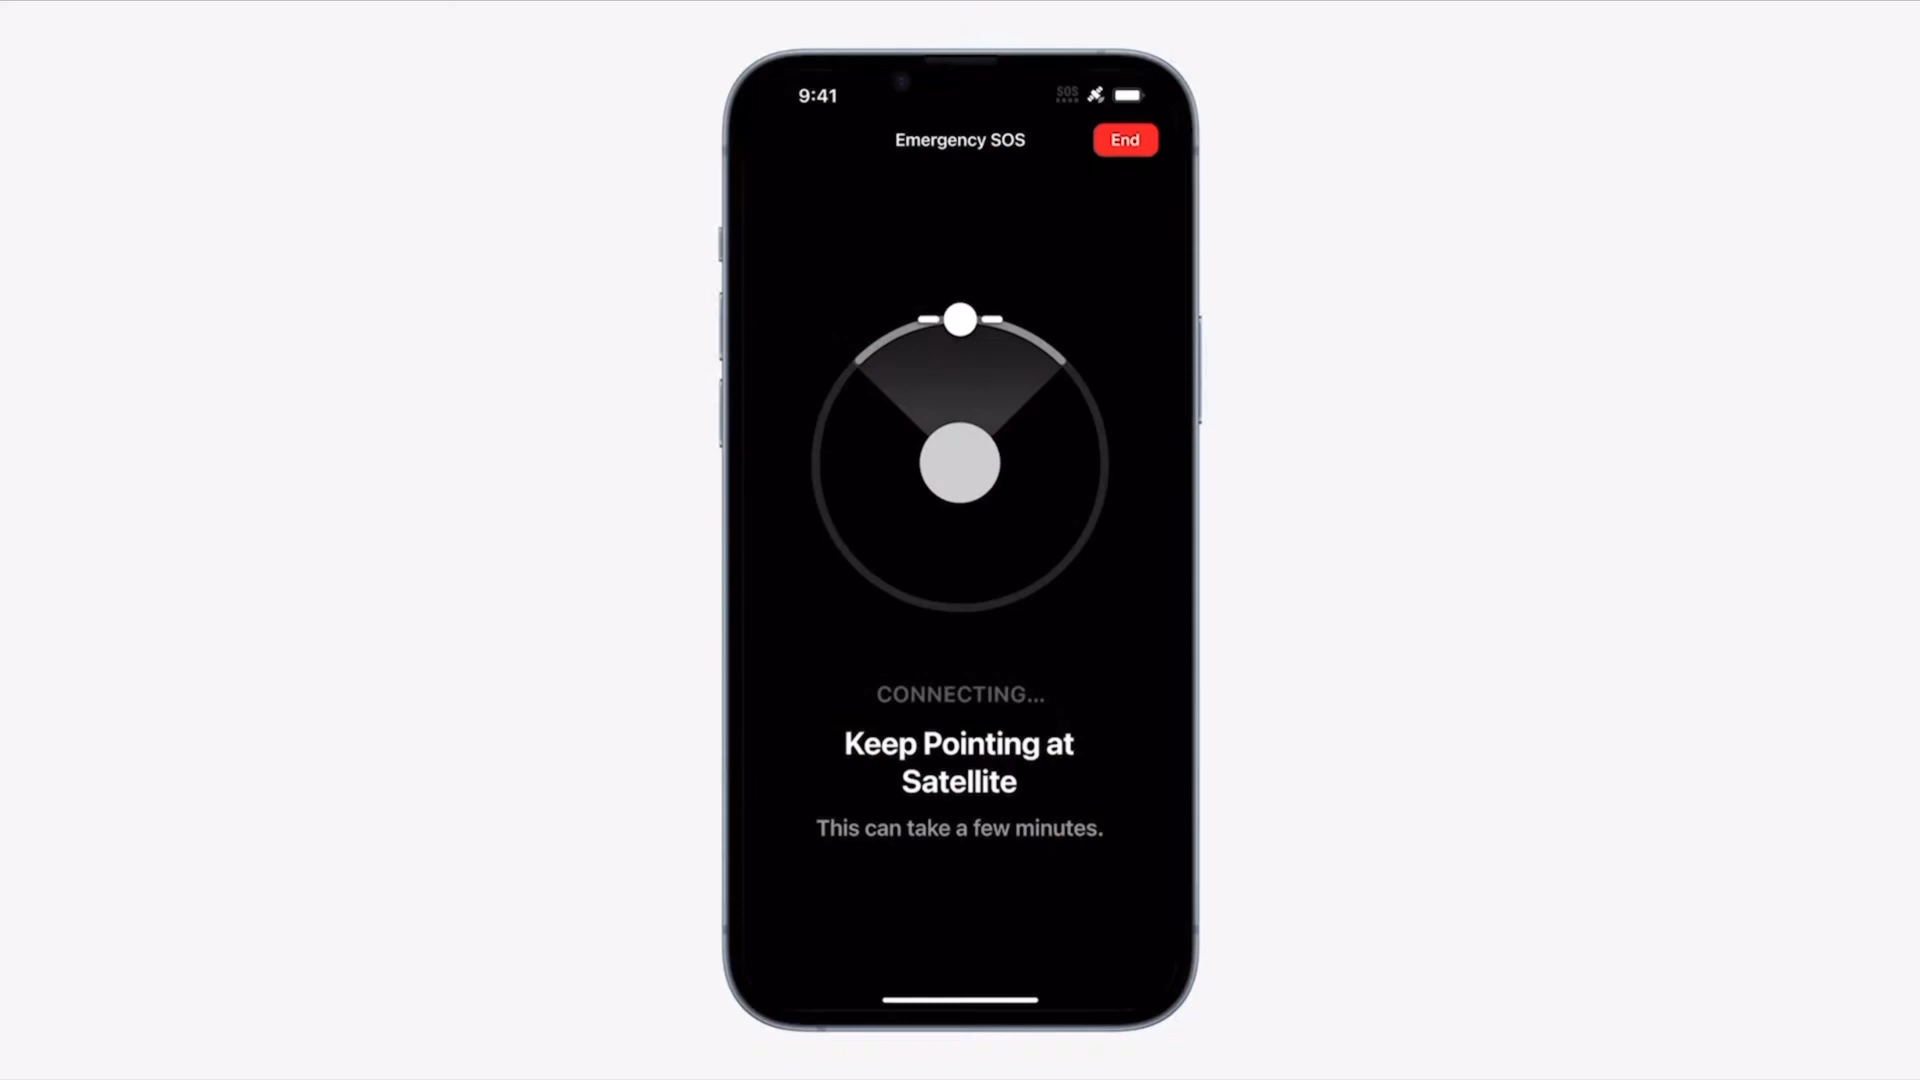 9:41
SOS
Emergency SOS
End
CONNECTING...
Keep Pointing at
Satellite
This can take a few minutes.